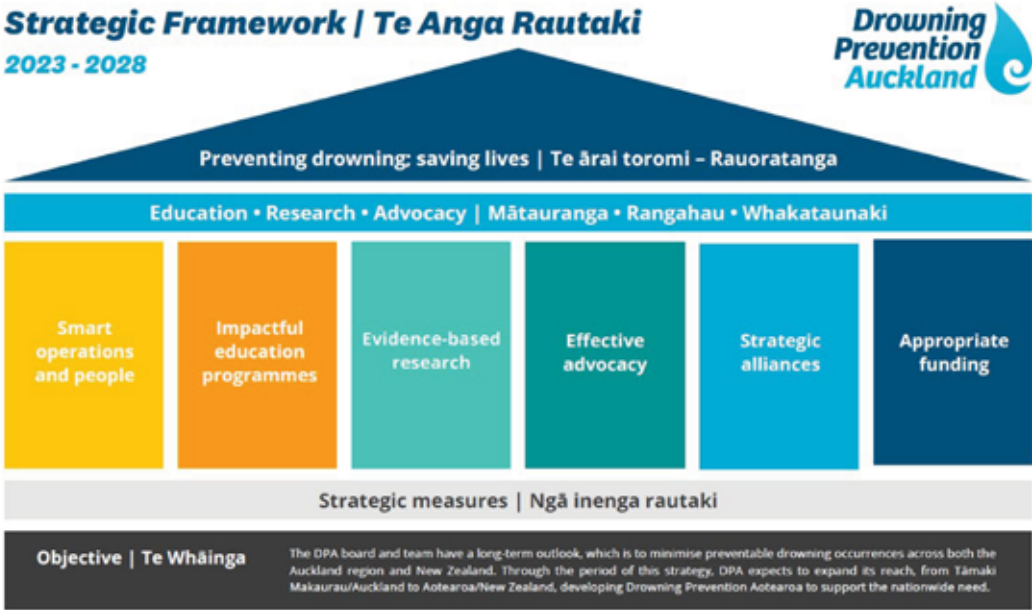 Strategic Framework | Te Anga Rautaki
2023 - 2028
Drowning
Prevention
Auckland
Preventing drowning; saving lives | Te ārai toromi – Rauoratanga
Education • Research • Advocacy | Mātauranga • Rangahau • Whakataunaki
Smart
operations
and people
Impactful
education
programmes
Evidence-based
research
Effective
advocacy
Strategic
alliances
Appropriate
funding
Strategic measures | Ngā inenga rautaki
Objective | Te Whāinga
The DPA board and team have a long-term outlook, which is to minimise preventable drowning occurrences across both the
Auckland region and New Zealand. Through the period of this strategy, DPA expects to expand its reach, from Tāmaki
Makaurau/Auckland to Aotearoa/New Zealand, developing Drowning Prevention Aotearoa to support the nationwide need.